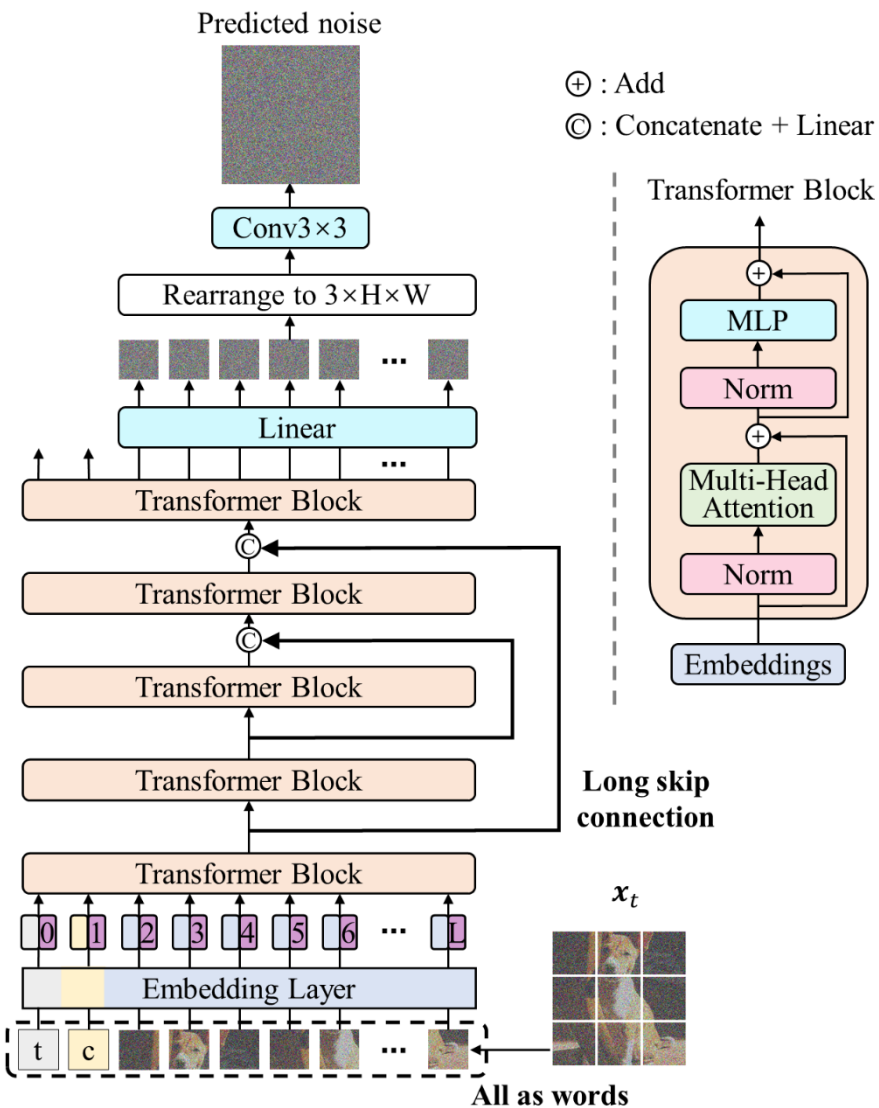 Predicted noise
Conv3×3
Rearrange to 3×H×W
...
Linear
...
Transformer Block
C
Transformer Block
C
Transformer Block
Transformer Block
Long skip
connection
Transformer Block
0 1 2 3 4 5 6 ... L
Embedding Layer
t c ...
x_t
All as words
+ : Add
C : Concatenate + Linear
Transformer Block
+
MLP
Norm
+
Multi-Head
Attention
Norm
Embeddings